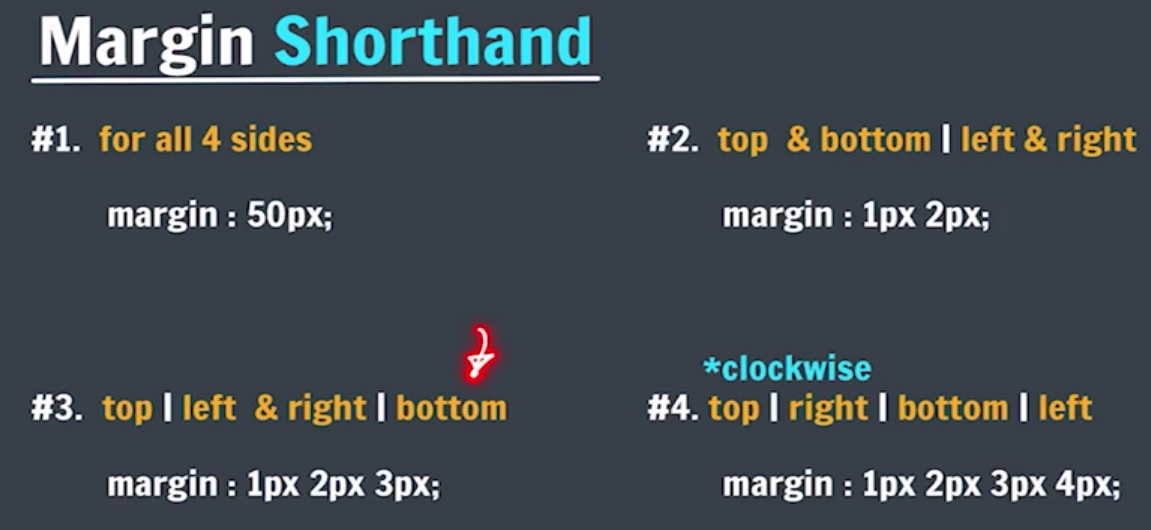 Margin Shorthand
#1. for all 4 sides
margin : 50px;
#2. top & bottom | left & right
margin : 1px 2px;
#3. top | left & right | bottom
margin : 1px 2px 3px;
*clockwise
#4. top | right | bottom | left
margin : 1px 2px 3px 4px;